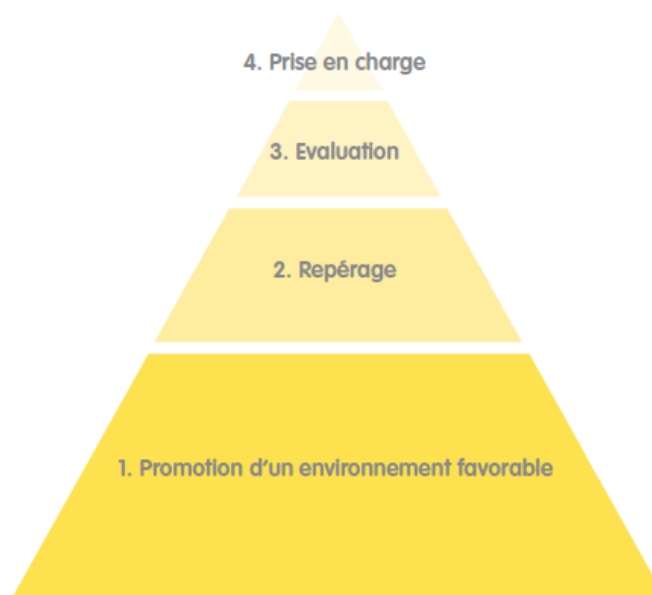 4. Prise en charge
3. Evaluation
2. Repérage
1. Promotion d'un environnement favorable